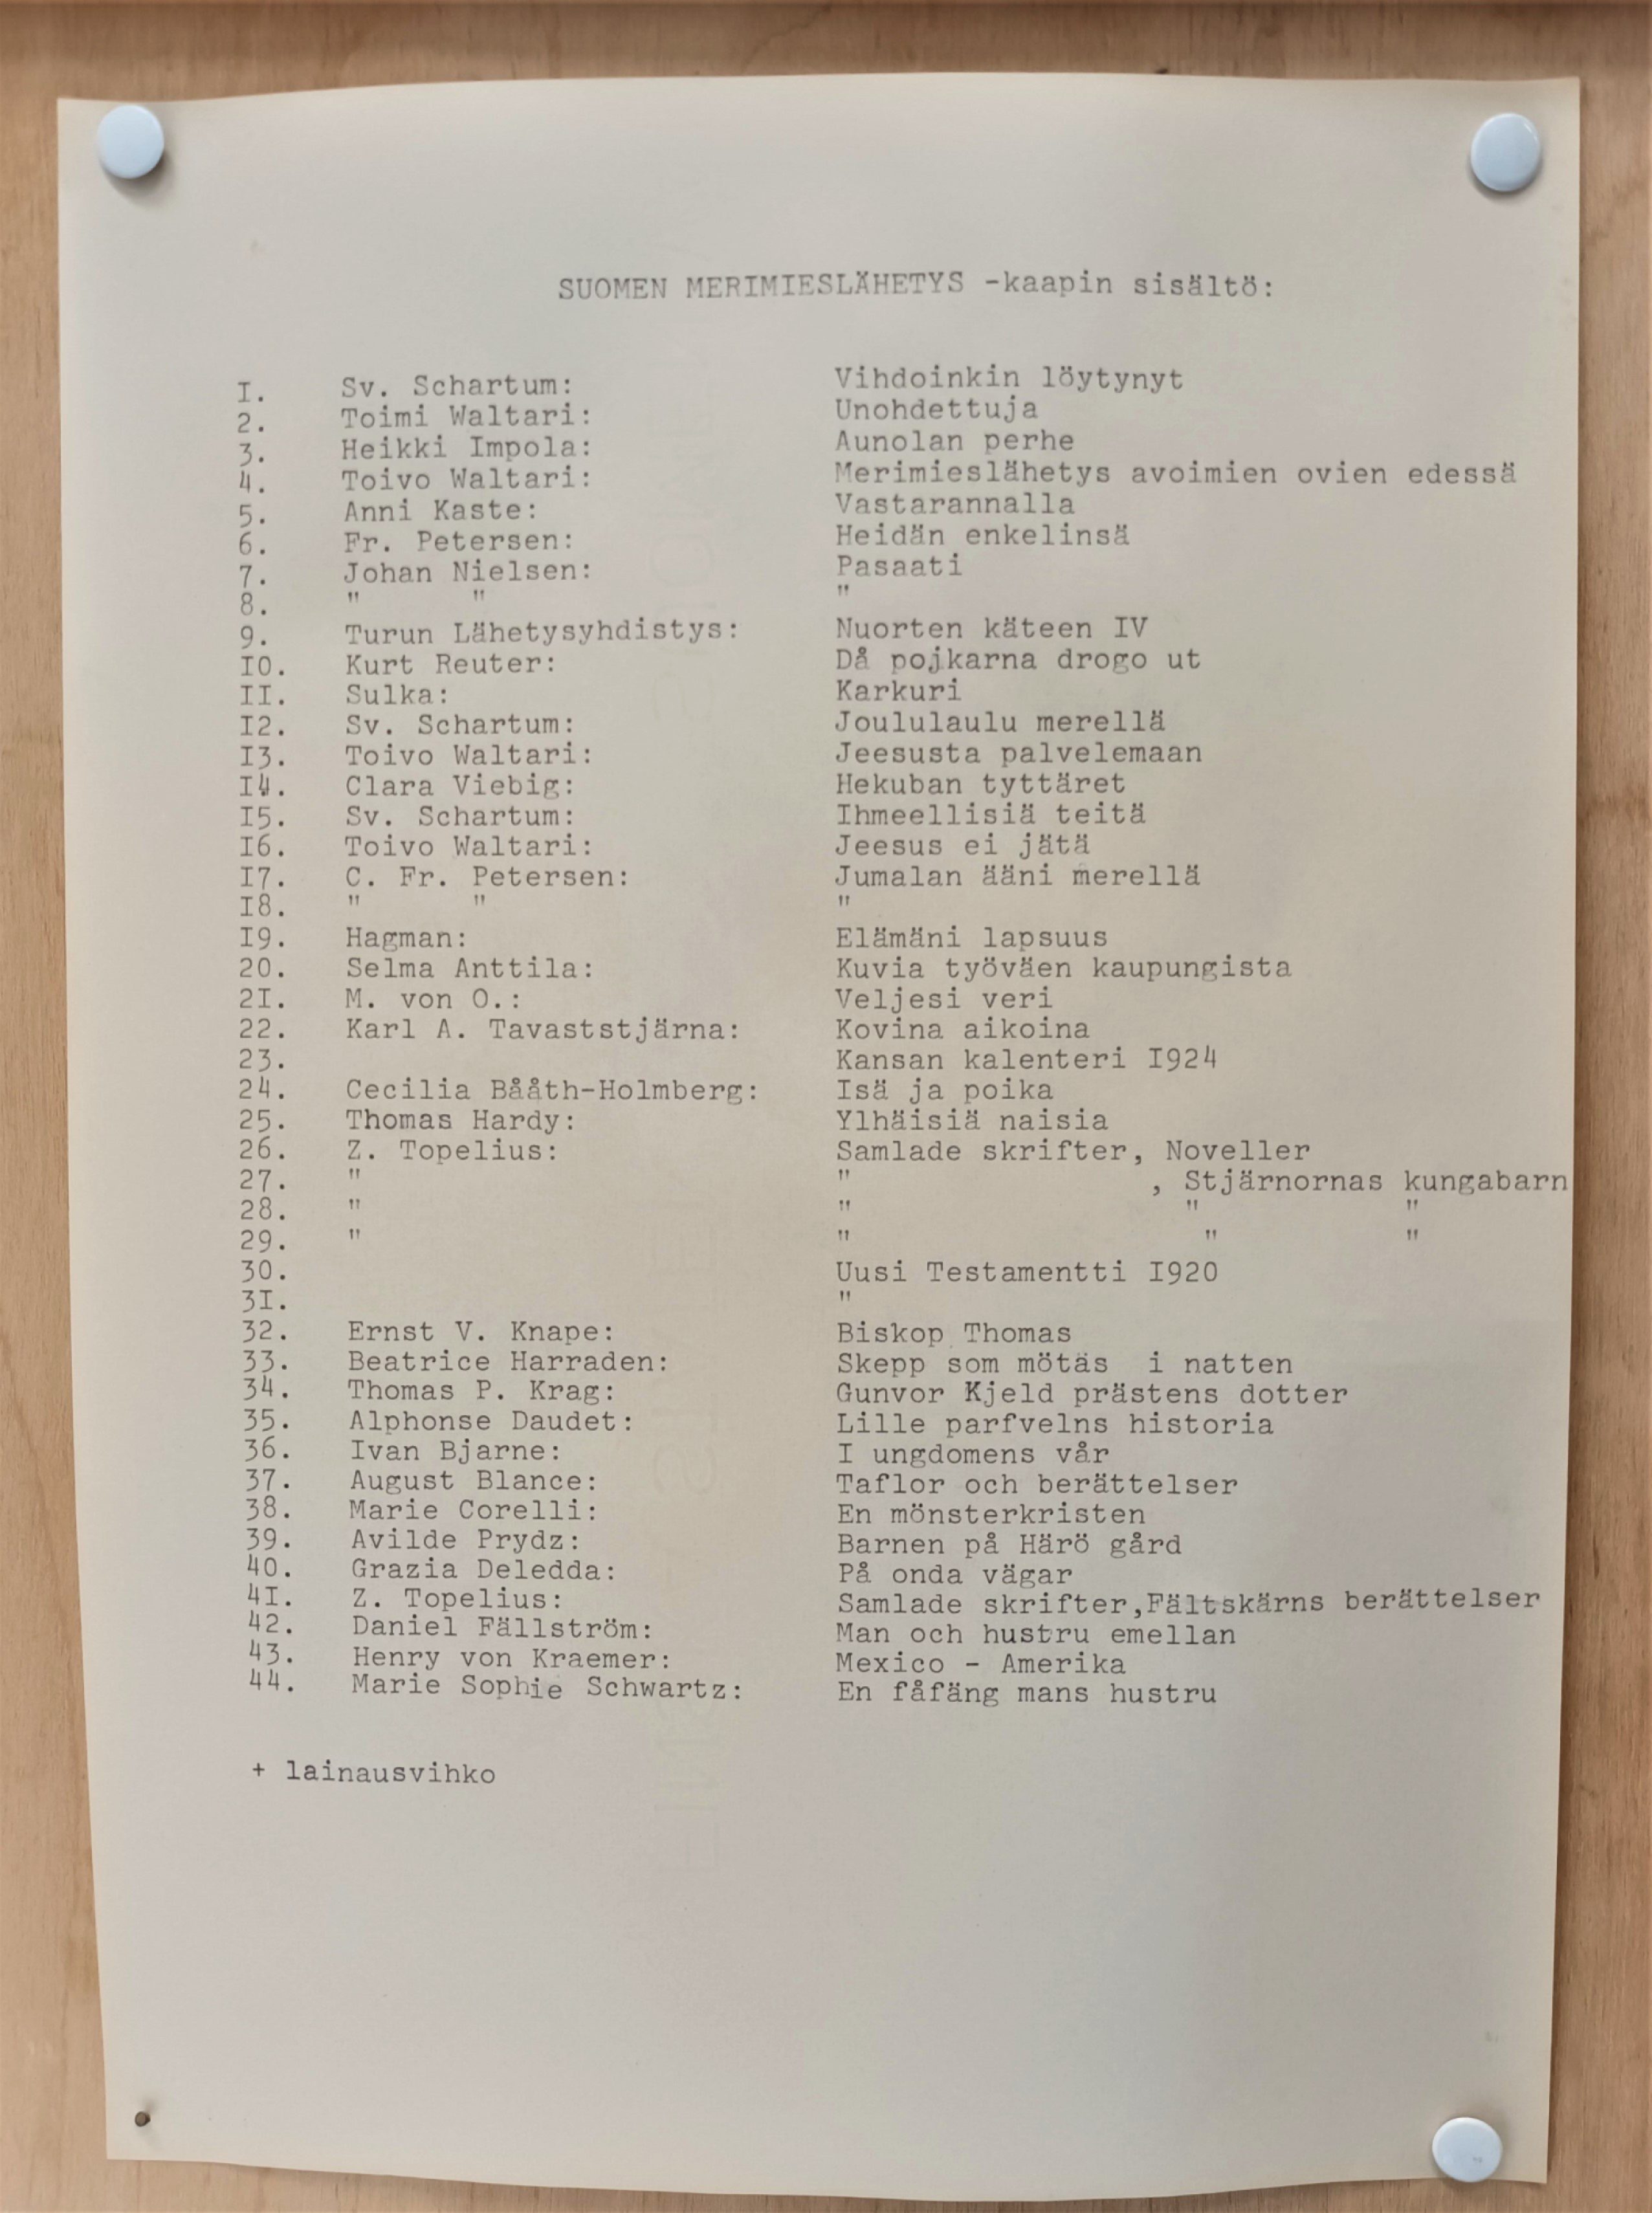 SUOMEN MERIMIESLÄHETYS -kaapin sisältö:
I. Sv. Schartum: Vihdoinkin löytynyt
2. Toimi Waltari: Unohdettuja
3. Heikki Impola: Aunolan perhe
4. Toivo Waltari: Merimieslähetys avoimien ovien edessä
5. Anni Kaste: Vastarannalla
6. Fr. Petersen: Heidän enkelinsä
7. Johan Nielsen: Pasaati
8. " " "
9. Turun Lähetysyhdistys: Nuorten käteen IV
IO. Kurt Reuter: Då pojkarna drogo ut
II. Sulka: Karkuri
I2. Sv. Schartum: Joululaulu merellä
I3. Toivo Waltari: Jeesusta palvelemaan
I4. Clara Viebig: Hekuban tyttäret
I5. Sv. Schartum: Ihmeellisiä teitä
I6. Toivo Waltari: Jeesus ei jätä
I7. C. Fr. Petersen: Jumalan ääni merellä
I8. " " "
I9. Hagman: Elämäni lapsuus
20. Selma Anttila: Kuvia työväen kaupungista
2I. M. von O.: Veljesi veri
22. Karl A. Tavaststjärna: Kovina aikoina
23. Kansan kalenteri I924
24. Cecilia Bååth-Holmberg: Isä ja poika
25. Thomas Hardy: Ylhäisiä naisia
26. Z. Topelius: Samlade skrifter, Noveller
27. " " , Stjärnornas kungabarn
28. " " " "
29. " " " "
30. Uusi Testamentti I920
3I. "
32. Ernst V. Knape: Biskop Thomas
33. Beatrice Harraden: Skepp som mötas i natten
34. Thomas P. Krag: Gunvor Kjeld prästens dotter
35. Alphonse Daudet: Lille parfvelns historia
36. Ivan Bjarne: I ungdomens vår
37. August Blance: Taflor och berättelser
38. Marie Corelli: En mönsterkristen
39. Avilde Prydz: Barnen på Härö gård
40. Grazia Deledda: På onda vägar
4I. Z. Topelius: Samlade skrifter,Fältskärns berättelser
42. Daniel Fällström: Man och hustru emellan
43. Henry von Kraemer: Mexico - Amerika
44. Marie Sophie Schwartz: En fåfäng mans hustru
+ lainausvihko